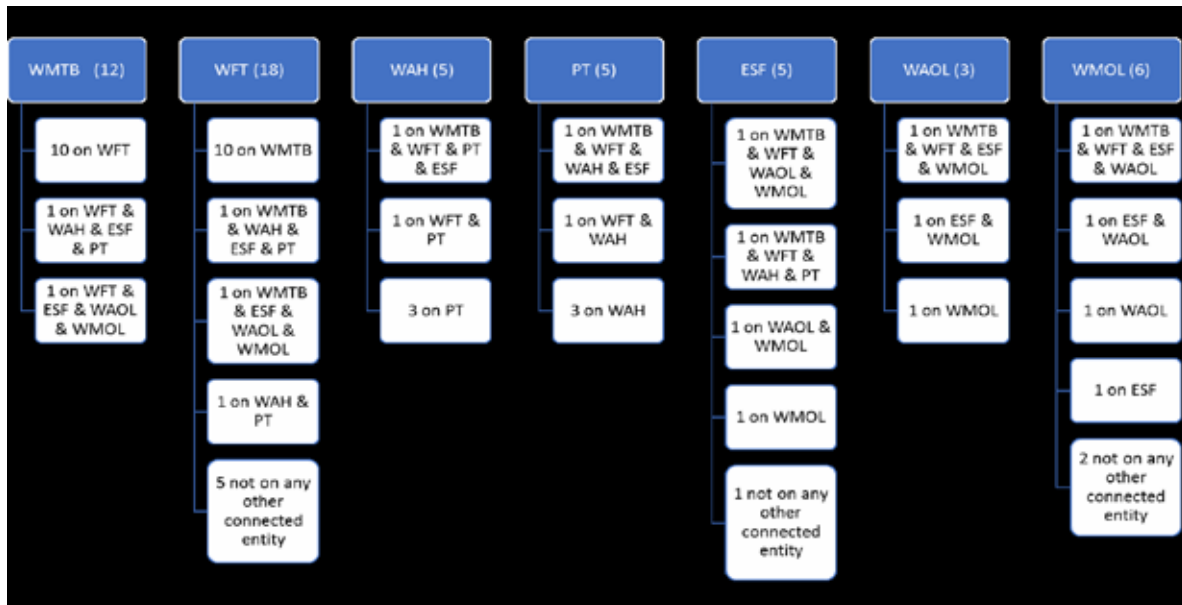 WMTB (12)
10 on WFT
1 on WFT &
WAH & ESF
& PT
1 on WFT &
ESF & WAOL
& WMOL
WFT (18)
10 on WMTB
1 on WMTB
& WAH &
ESF & PT
1 on WMTB
& ESF &
WAOL &
WMOL
1 on WAH &
PT
5 not on any
other
connected
entity
WAH (5)
1 on WMTB
& WFT & PT
& ESF
1 on WFT &
PT
3 on PT
PT (5)
1 on WMTB
& WFT &
WAH & ESF
1 on WFT &
WAH
3 on WAH
ESF (5)
1 on WMTB
& WFT &
WAOL &
WMOL
1 on WMTB
& WFT &
WAH & PT
1 on WAOL &
WMOL
1 on WMOL
1 not on any
other
connected
entity
WAOL (3)
1 on WMTB
& WFT & ESF
& WMOL
1 on ESF &
WMOL
1 on WMOL
WMOL (6)
1 on WMTB
& WFT & ESF
& WAOL
1 on ESF &
WAOL
1 on WAOL
1 on ESF
2 not on any
other
connected
entity